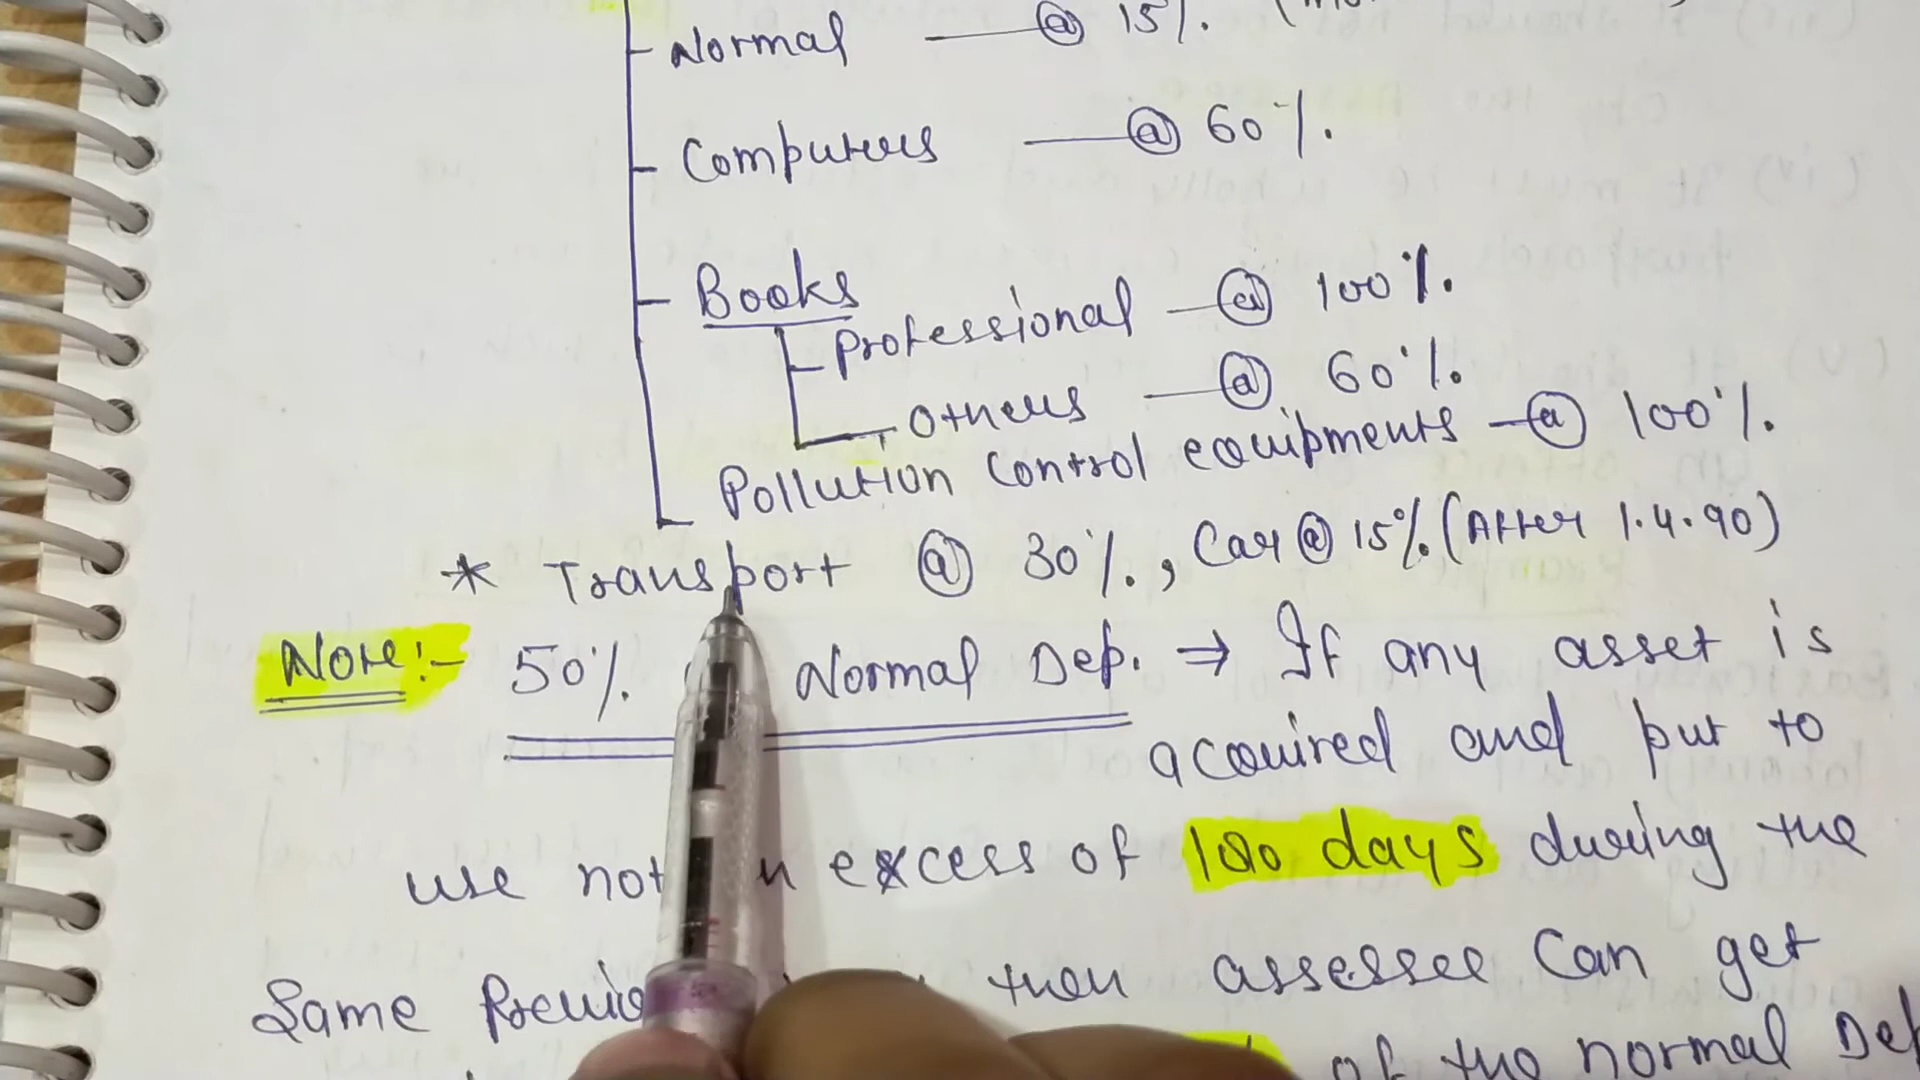 Normal @ 15%.
Computers @ 60%.
Books
Professional @ 100%.
Others @ 60%.
Pollution Control equipments @ 100%.
* Transport @ 30%., Car @ 15% (After 1.4.90)
Note:- 50% Normal Dep. ⇒ If any asset is
acquired and put to
use not excess of 180 days during the
Same then assessee Can get
of the normal Dep